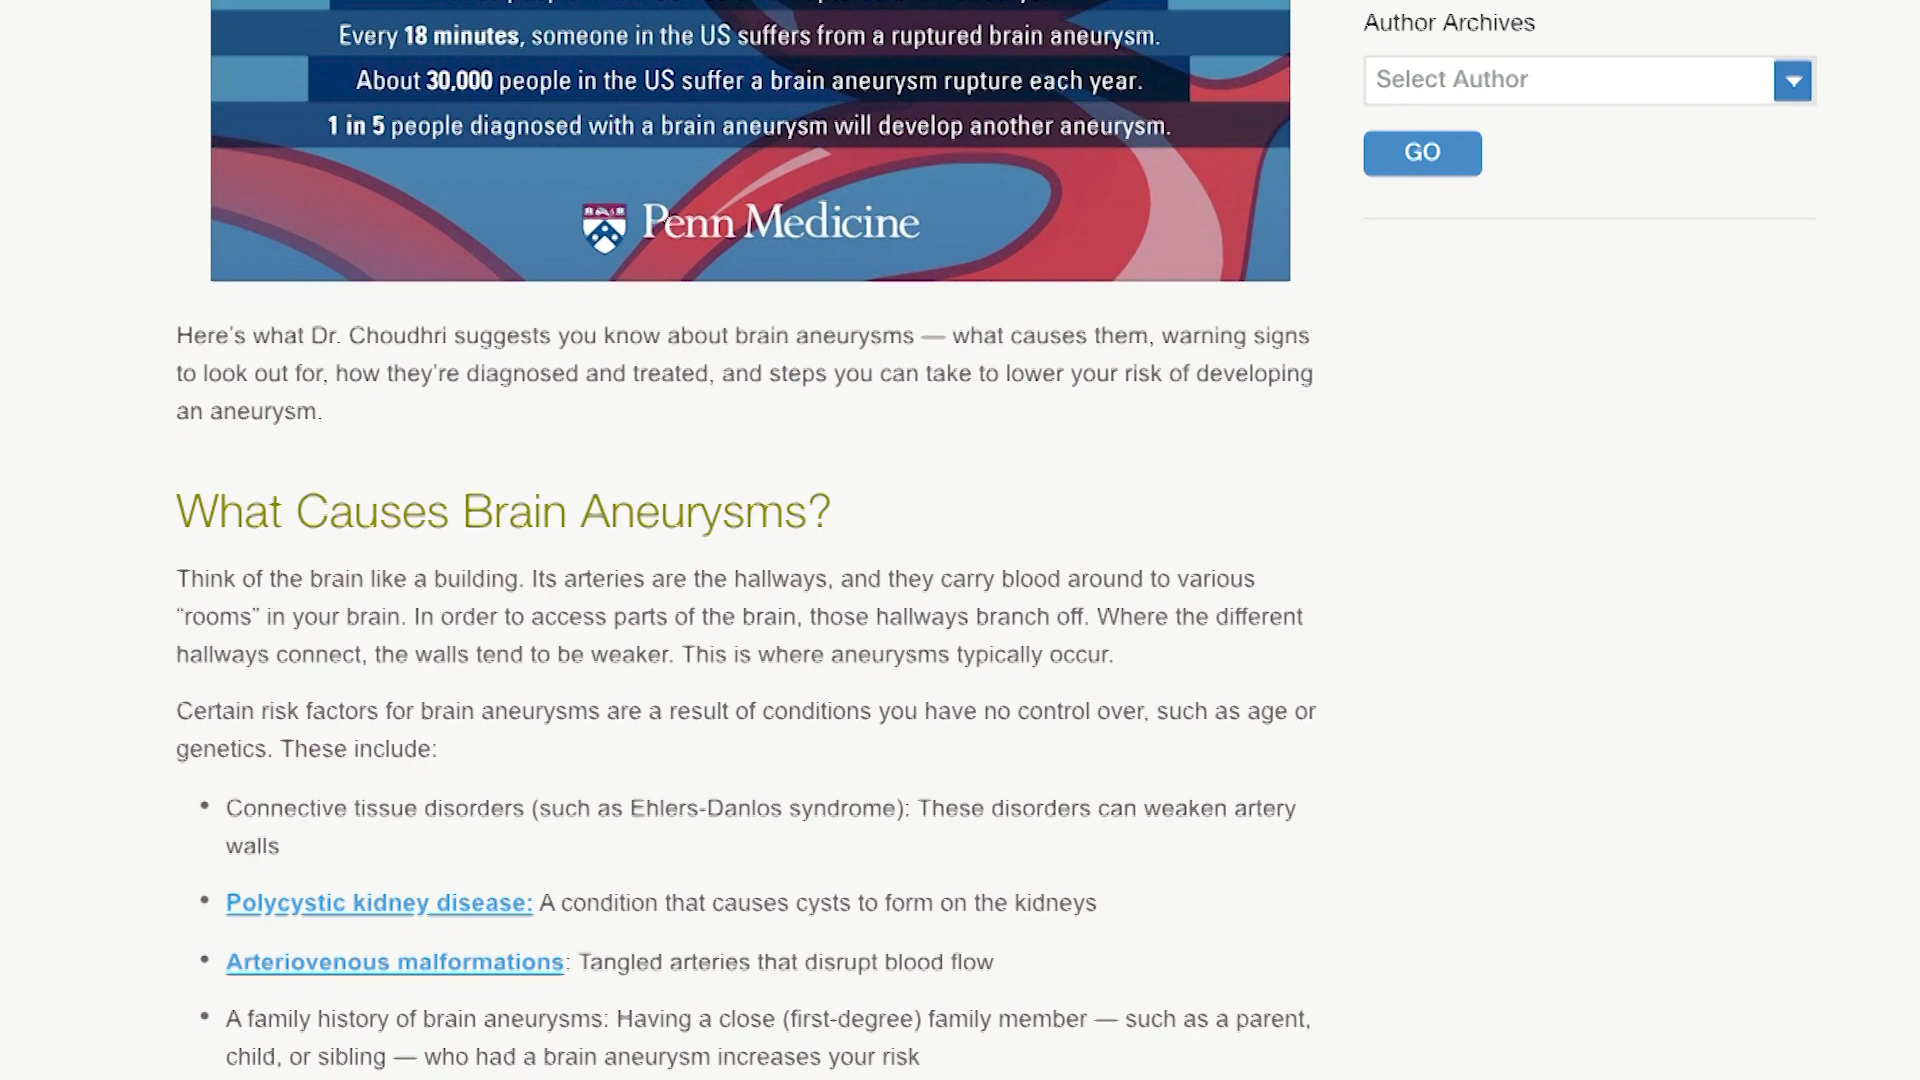 Every 18 minutes, someone in the US suffers from a ruptured brain aneurysm.
About 30,000 people in the US suffer a brain aneurysm rupture each year.
1 in 5 people diagnosed with a brain aneurysm will develop another aneurysm.
Penn Medicine
Here’s what Dr. Choudhri suggests you know about brain aneurysms — what causes them, warning signs
to look out for, how they’re diagnosed and treated, and steps you can take to lower your risk of developing
an aneurysm.
What Causes Brain Aneurysms?
Think of the brain like a building. Its arteries are the hallways, and they carry blood around to various
“rooms” in your brain. In order to access parts of the brain, those hallways branch off. Where the different
hallways connect, the walls tend to be weaker. This is where aneurysms typically occur.
Certain risk factors for brain aneurysms are a result of conditions you have no control over, such as age or
genetics. These include:
• Connective tissue disorders (such as Ehlers-Danlos syndrome): These disorders can weaken artery
walls
• Polycystic kidney disease: A condition that causes cysts to form on the kidneys
• Arteriovenous malformations: Tangled arteries that disrupt blood flow
• A family history of brain aneurysms: Having a close (first-degree) family member — such as a parent,
child, or sibling — who had a brain aneurysm increases your risk
Author Archives
Select Author
GO